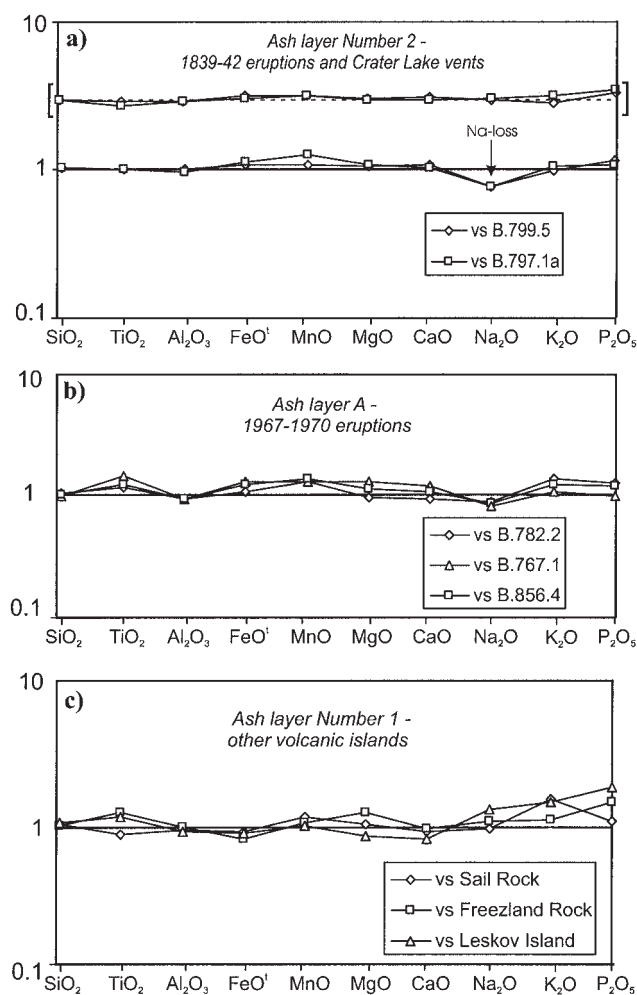 10
a)
Ash layer Number 2 -
1839-42 eruptions and Crater Lake vents
Na-loss
1
vs B.799.5
vs B.797.1a
0.1
SiO₂ TiO₂ Al₂O₃ FeOᵗ MnO MgO CaO Na₂O K₂O P₂O₅
10
b)
Ash layer A -
1967-1970 eruptions
1
vs B.782.2
vs B.767.1
vs B.856.4
0.1
SiO₂ TiO₂ Al₂O₃ FeOᵗ MnO MgO CaO Na₂O K₂O P₂O₅
10
c)
Ash layer Number 1 -
other volcanic islands
1
vs Sail Rock
vs Freezland Rock
vs Leskov Island
0.1
SiO₂ TiO₂ Al₂O₃ FeOᵗ MnO MgO CaO Na₂O K₂O P₂O₅